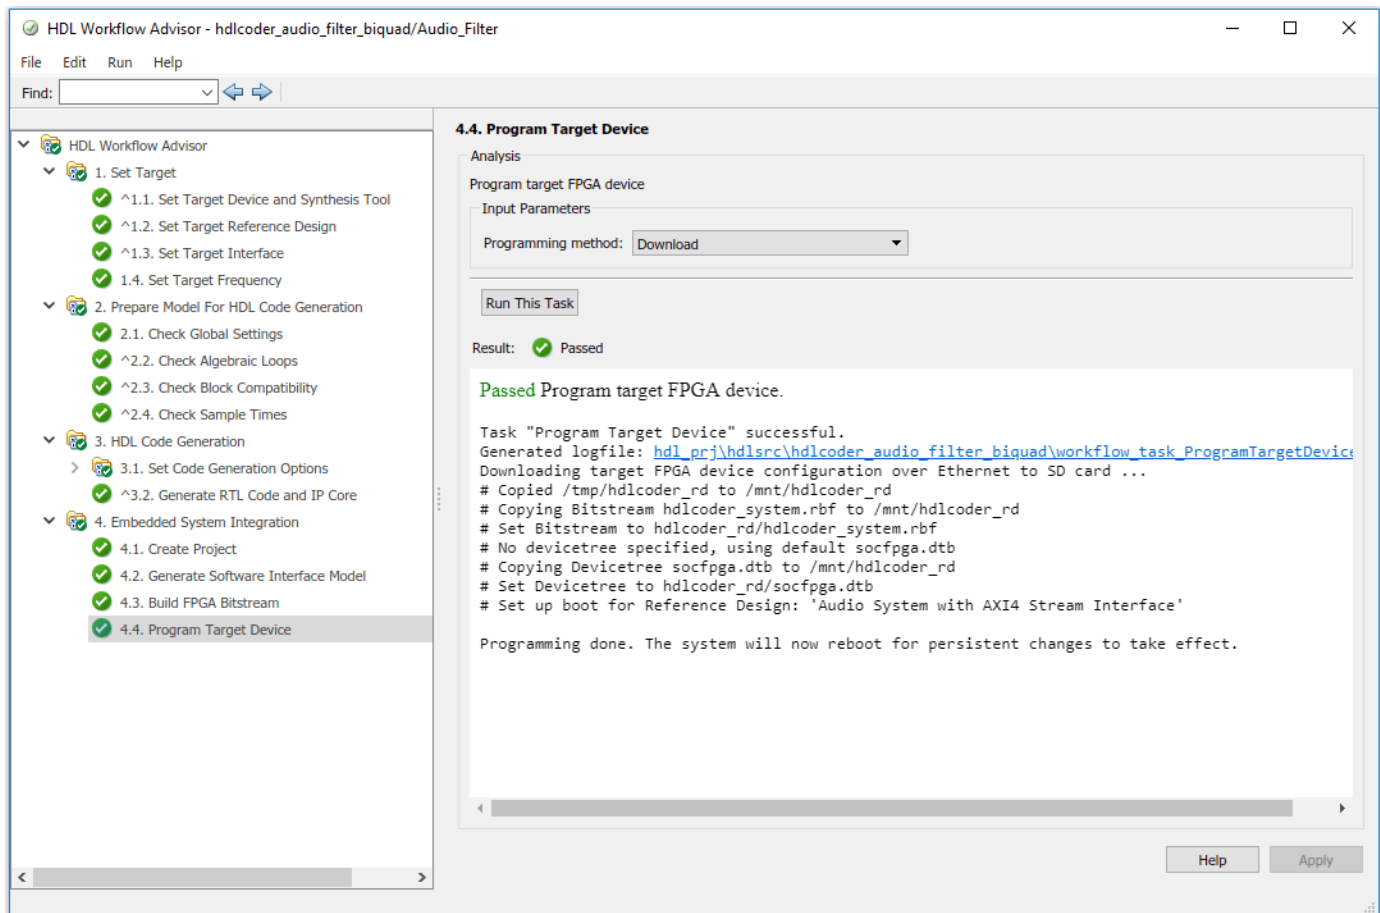 HDL Workflow Advisor - hdlcoder_audio_filter_biquad/Audio_Filter
File Edit Run Help
Find:
HDL Workflow Advisor
1. Set Target
^1.1. Set Target Device and Synthesis Tool
^1.2. Set Target Reference Design
^1.3. Set Target Interface
1.4. Set Target Frequency
2. Prepare Model For HDL Code Generation
2.1. Check Global Settings
^2.2. Check Algebraic Loops
^2.3. Check Block Compatibility
^2.4. Check Sample Times
3. HDL Code Generation
3.1. Set Code Generation Options
^3.2. Generate RTL Code and IP Core
4. Embedded System Integration
4.1. Create Project
4.2. Generate Software Interface Model
4.3. Build FPGA Bitstream
4.4. Program Target Device
4.4. Program Target Device
Analysis
Program target FPGA device
Input Parameters
Programming method: Download
Run This Task
Result: Passed
Passed Program target FPGA device.
Task "Program Target Device" successful.
Generated logfile: hdl_prj\hdlsrc\hdlcoder_audio_filter_biquad\workflow_task_ProgramTargetDevice
Downloading target FPGA device configuration over Ethernet to SD card ...
# Copied /tmp/hdlcoder_rd to /mnt/hdlcoder_rd
# Copying Bitstream hdlcoder_system.rbf to /mnt/hdlcoder_rd
# Set Bitstream to hdlcoder_rd/hdlcoder_system.rbf
# No devicetree specified, using default socfpga.dtb
# Copying Devicetree socfpga.dtb to /mnt/hdlcoder_rd
# Set Devicetree to hdlcoder_rd/socfpga.dtb
# Set up boot for Reference Design: 'Audio System with AXI4 Stream Interface'
Programming done. The system will now reboot for persistent changes to take effect.
Help Apply